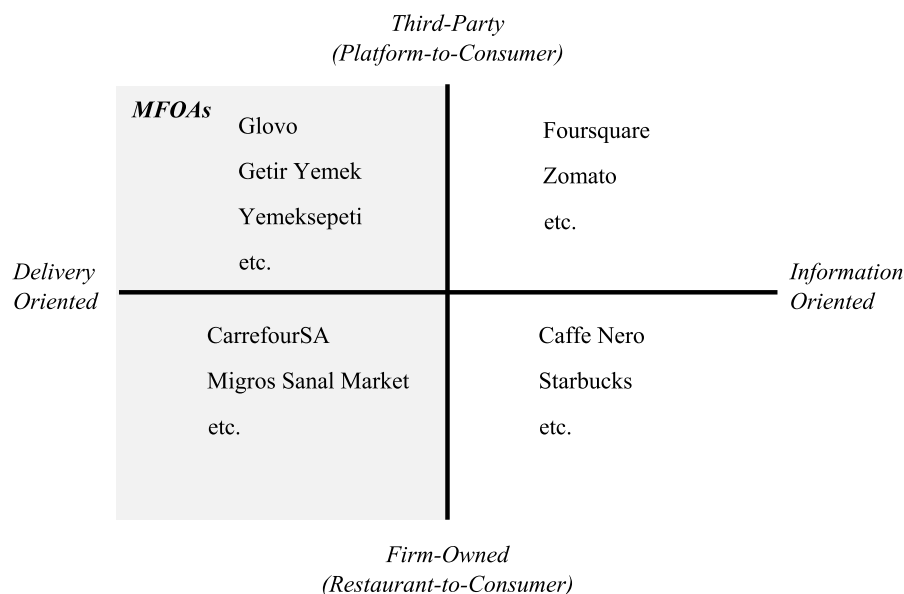 Third-Party
(Platform-to-Consumer)
MFOAs
Glovo
Getir Yemek
Yemeksepeti
etc.
Foursquare
Zomato
etc.
Delivery
Oriented
Information
Oriented
CarrefourSA
Migros Sanal Market
etc.
Caffe Nero
Starbucks
etc.
Firm-Owned
(Restaurant-to-Consumer)